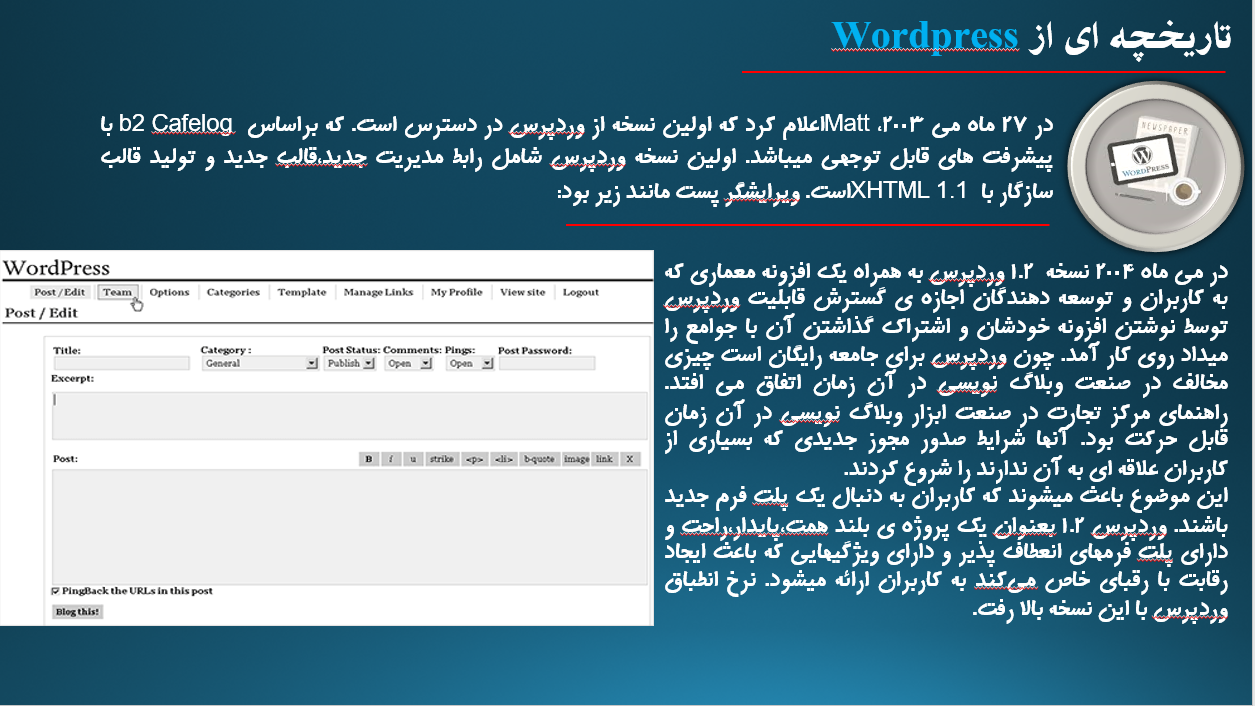 تاریخچه ای از Wordpress
در ۲۷ ماه می ۲۰۰۳، Mattاعلام کرد که اولین نسخه از وردپرس در دسترس است. که براساس b2 Cafelog با
پیشرفت های قابل توجهی میباشد. اولین نسخه وردپرس شامل رابط مدیریت جدید،قالب جدید و تولید قالب
سازگار با XHTML 1.1است. ویرایشگر پست مانند زیر بود:
NEWSPAPER
WORDPRESS
در می ماه ۲۰۰۴ نسخه ۱.۲ وردپرس به همراه یک افزونه معماری که
به کاربران و توسعه دهندگان اجازه ی گسترش قابلیت وردپرس
توسط نوشتن افزونه خودشان و اشتراک گذاشتن آن با جوامع را
میداد روی کار آمد. چون وردپرس برای جامعه رایگان است چیزی
مخالف در صنعت وبلاگ نویسی در آن زمان اتفاق می افتد.
راهنمای مرکز تجارت در صنعت ابزار وبلاگ نویسی در آن زمان
قابل حرکت بود. آنها شرایط صدور مجوز جدیدی که بسیاری از
کاربران علاقه ای به آن ندارند را شروع کردند.
این موضوع باعث میشوند که کاربران به دنبال یک پلت فرم جدید
باشند. وردپرس ۱.۲ بعنوان یک پروژه ی بلند همت،پایدار،راحت و
دارای پلت فرمهای انعطاف پذیر و دارای ویژگیهایی که باعث ایجاد
رقابت با رقبای خاص می‌کند به کاربران ارائه میشود. نرخ انطباق
وردپرس با این نسخه بالا رفت.
WordPress
Post / Edit Team Options Categories Template Manage Links My Profile View site Logout
Post / Edit
Title: Category : Post Status: Comments: Pings: Post Password:
General Publish Open Open
Excerpt:
Post: B i u strike <p> <li> b-quote image link X
PingBack the URLs in this post
Blog this!